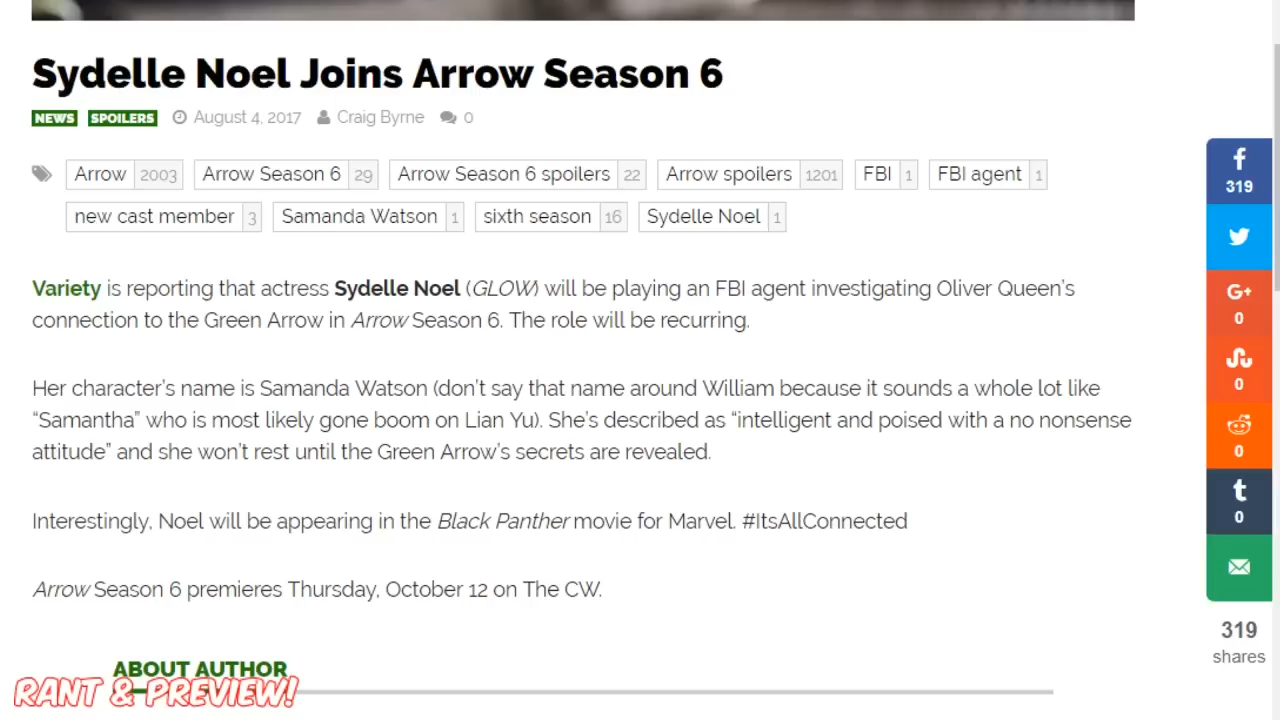 Sydelle Noel Joins Arrow Season 6
NEWS SPOILERS August 4, 2017 Craig Byrne 0
Arrow 2003 Arrow Season 6 29 Arrow Season 6 spoilers 22 Arrow spoilers 1201 FBI 1 FBI agent 1
new cast member 3 Samanda Watson 1 sixth season 16 Sydelle Noel 1
Variety is reporting that actress Sydelle Noel (GLOW) will be playing an FBI agent investigating Oliver Queen's
connection to the Green Arrow in Arrow Season 6. The role will be recurring.
Her character's name is Samanda Watson (don't say that name around William because it sounds a whole lot like
“Samantha” who is most likely gone boom on Lian Yu). She's described as “intelligent and poised with a no nonsense
attitude” and she won't rest until the Green Arrow's secrets are revealed.
Interestingly, Noel will be appearing in the Black Panther movie for Marvel. #ItsAllConnected
Arrow Season 6 premieres Thursday, October 12 on The CW.
ABOUT AUTHOR
RANT & PREVIEW!
f
319
G+
0
0
0
t
0
319
shares